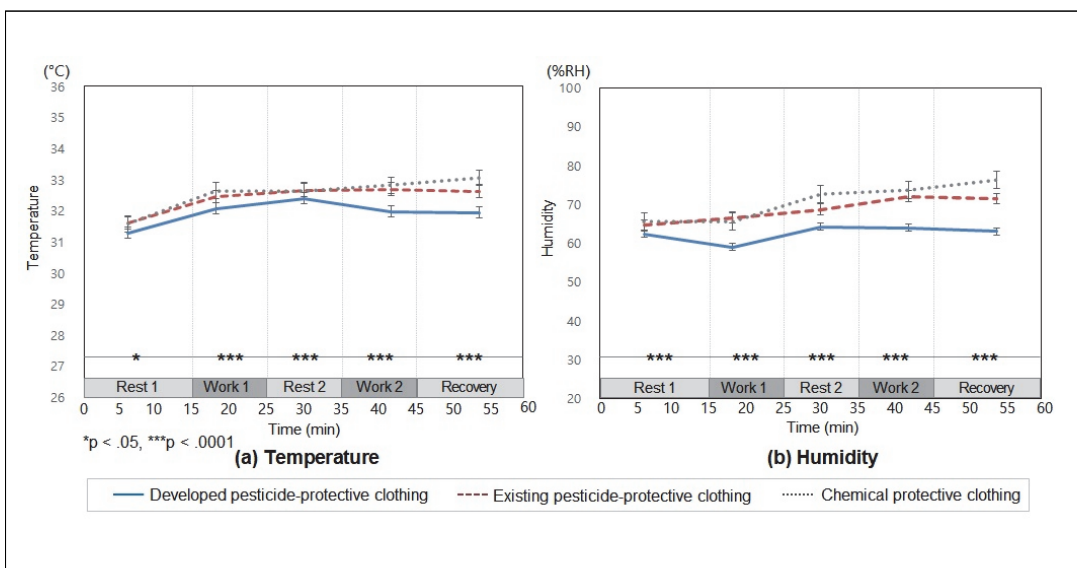 (°C)
36
35
34
33
32
31
30
29
28
27
26
Temperature
* *** *** *** ***
Rest 1 Work 1 Rest 2 Work 2 Recovery
0 5 10 15 20 25 30 35 40 45 50 55 60
Time (min)
*p < .05, ***p < .0001
(a) Temperature
(%RH)
100
90
80
70
60
50
40
30
20
Humidity
*** *** *** *** ***
Rest 1 Work 1 Rest 2 Work 2 Recovery
0 5 10 15 20 25 30 35 40 45 50 55 60
Time (min)
(b) Humidity
Developed pesticide-protective clothing Existing pesticide-protective clothing Chemical protective clothing